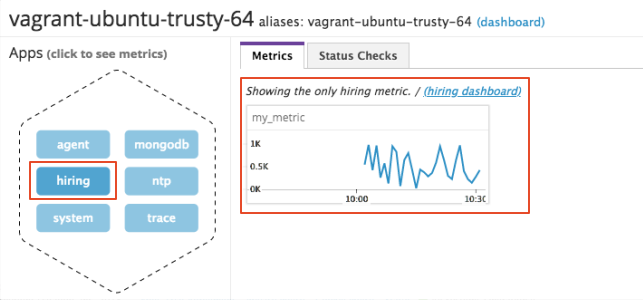 vagrant-ubuntu-trusty-64 aliases: vagrant-ubuntu-trusty-64 (dashboard)
Apps (click to see metrics)
agent mongodb
hiring ntp
system trace
Metrics Status Checks
Showing the only hiring metric. / (hiring dashboard)
my_metric
1K
0.5K
0K
10:00 10:30